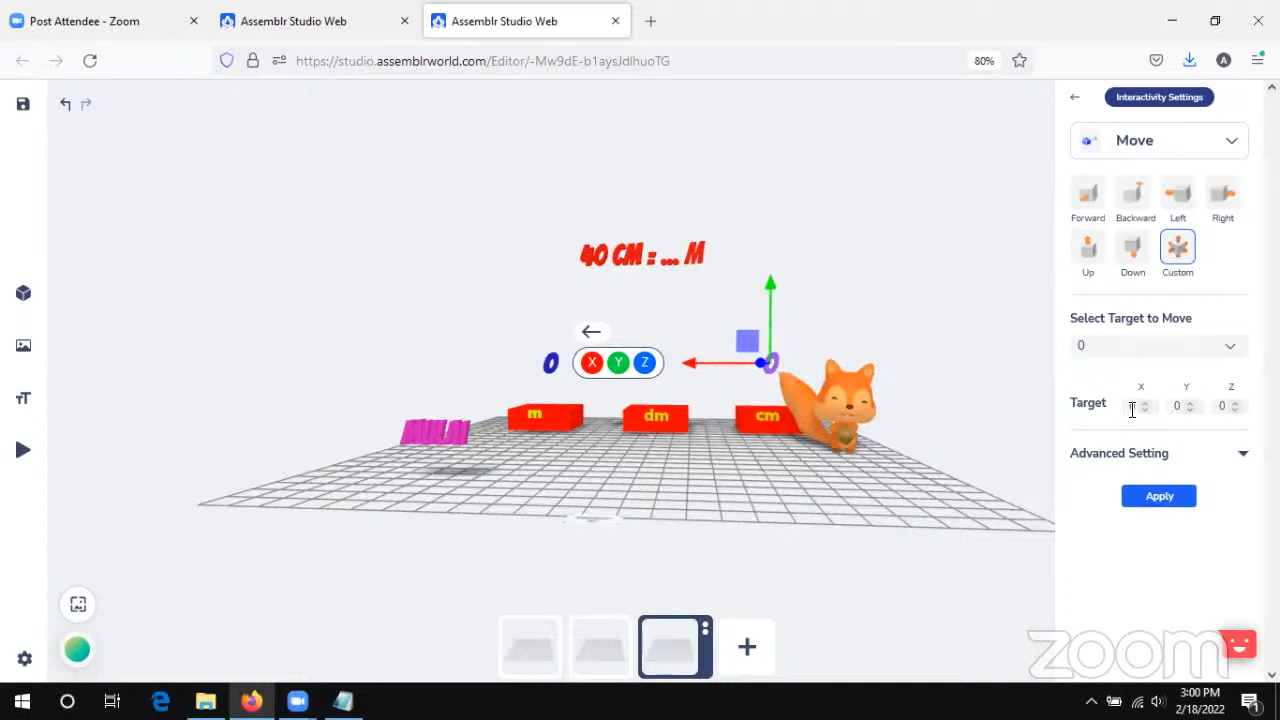 Post Attendee - Zoom
Assemblr Studio Web
Assemblr Studio Web
https://studio.assemblrworld.com/Editor/-Mw9dE-b1aysJdlhuoTG
80%
Interactivity Settings
Move
Forward
Backward
Left
Right
Up
Down
Custom
Select Target to Move
0
X
Y
Z
Target
0
0
Advanced Setting
Apply
40 CM = ... M
0
X
Y
Z
0
m
dm
cm
zoom
3:00 PM
2/18/2022